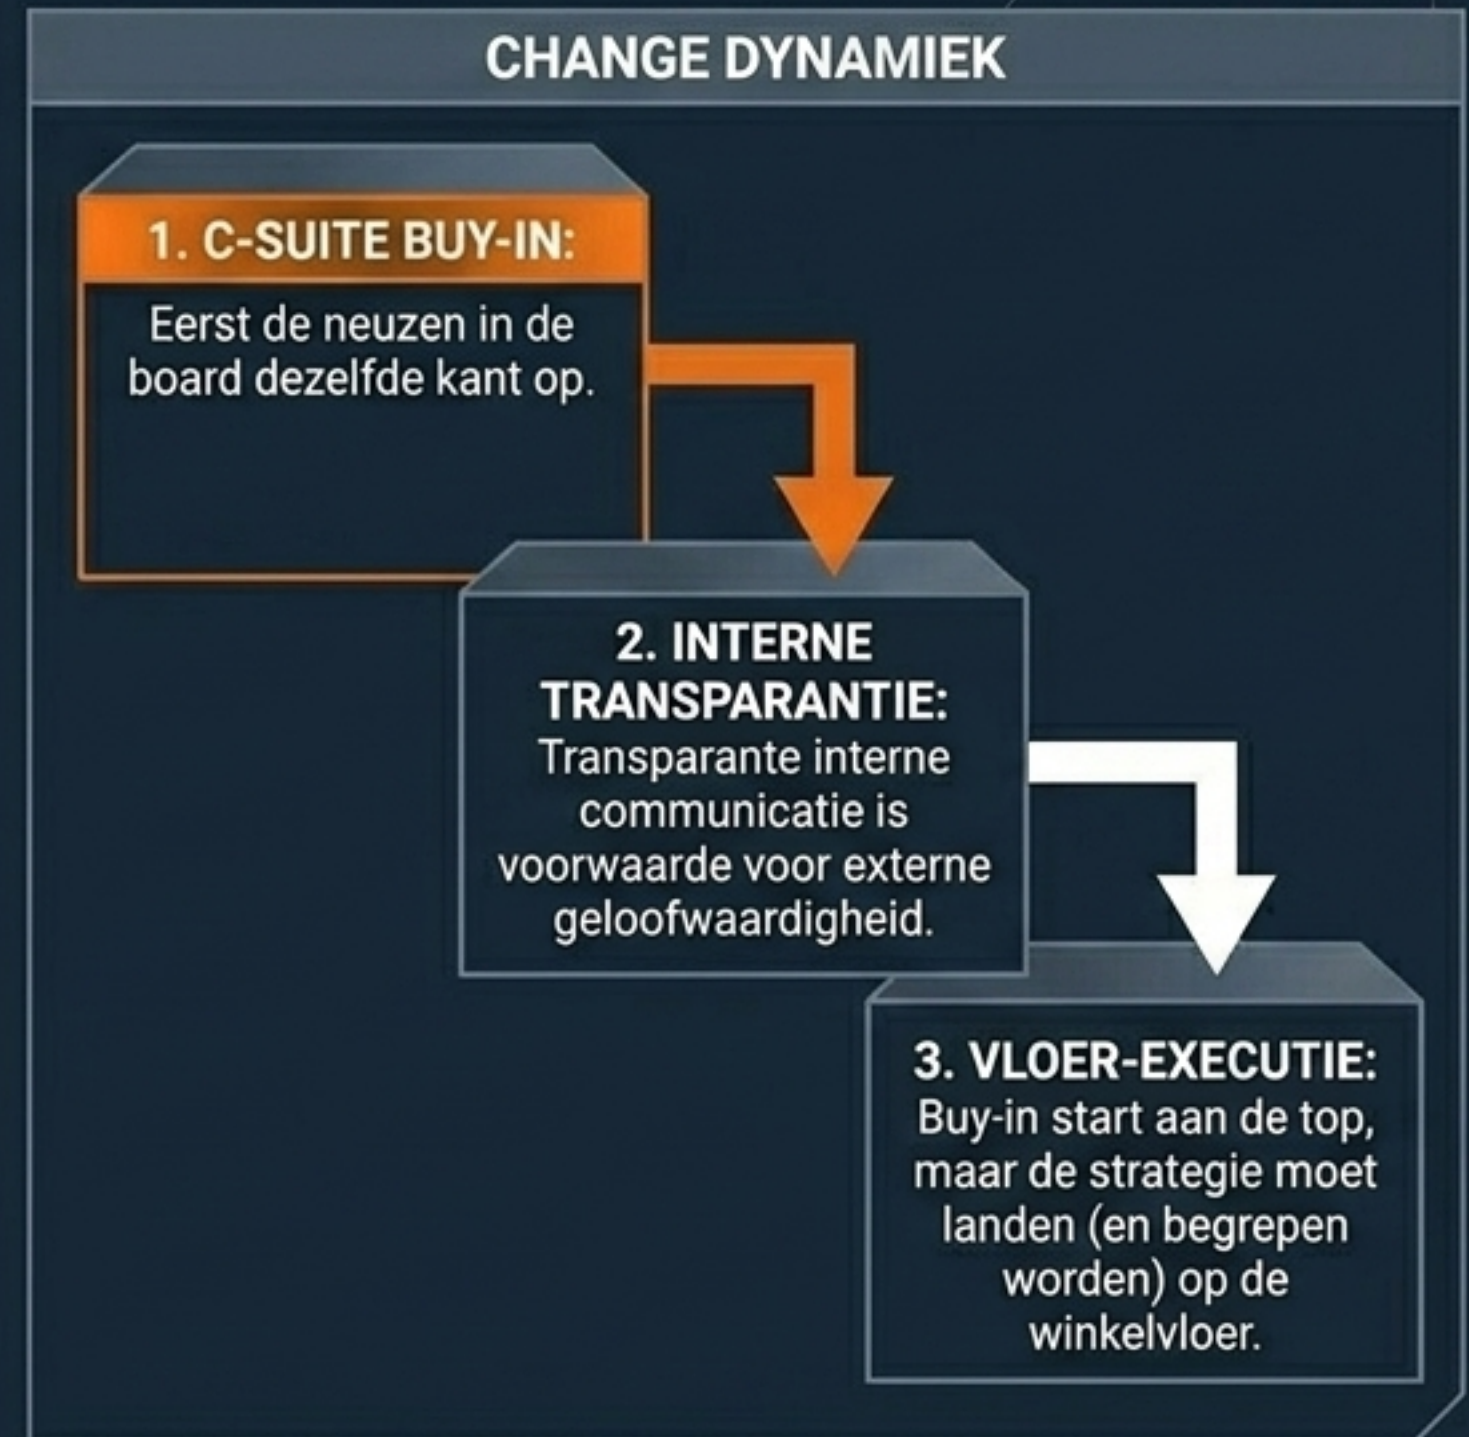 CHANGE DYNAMIEK
1. C-SUITE BUY-IN:
Eerst de neuzen in de
board dezelfde kant op.
2. INTERNE
TRANSPARANTIE:
Transparante interne
communicatie is
voorwaarde voor externe
geloofwaardigheid.
3. VLOER-EXECUTIE:
Buy-in start aan de top,
maar de strategie moet
landen (en begrepen
worden) op de
winkelvloer.